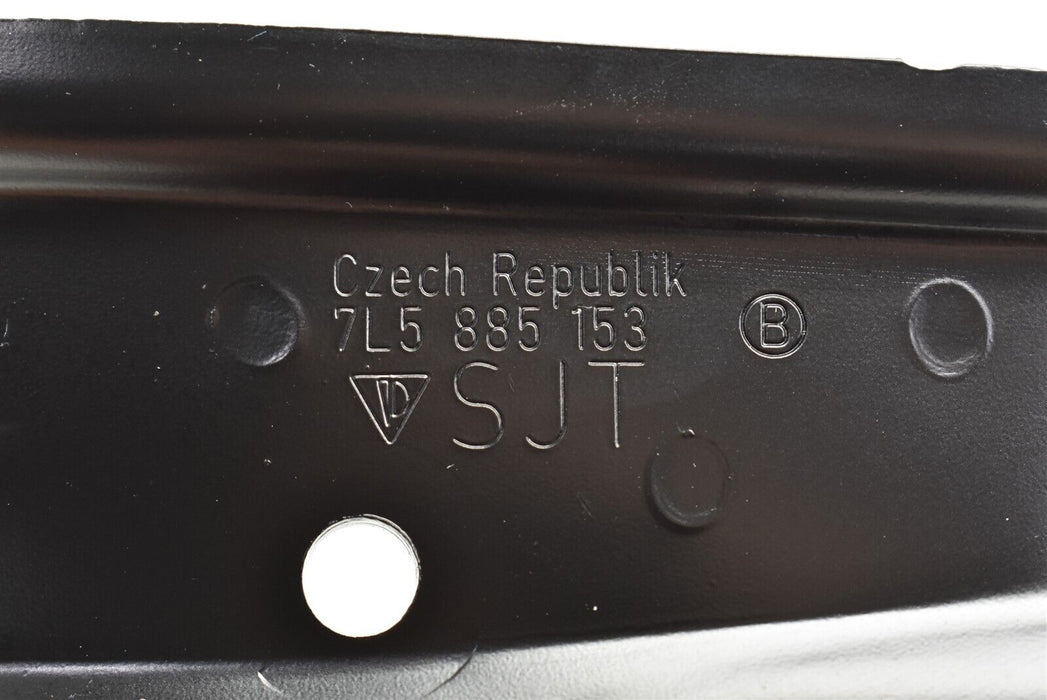 Czech Republik
7L5 885 153 B
SJT